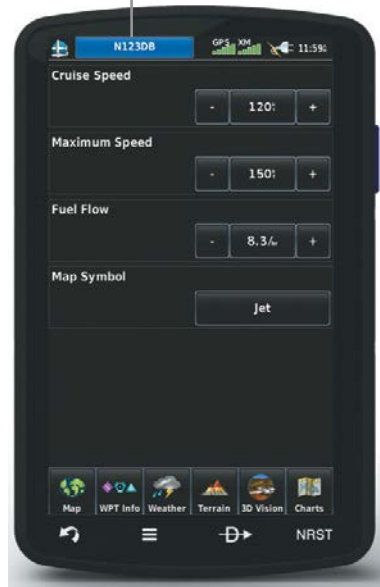 N123DB GPS XM 11:59
Cruise Speed
- 120 +
Maximum Speed
- 150 +
Fuel Flow
- 8.3/hr +
Map Symbol
Jet
Map WPT Info Weather Terrain 3D Vision Charts
D NRST